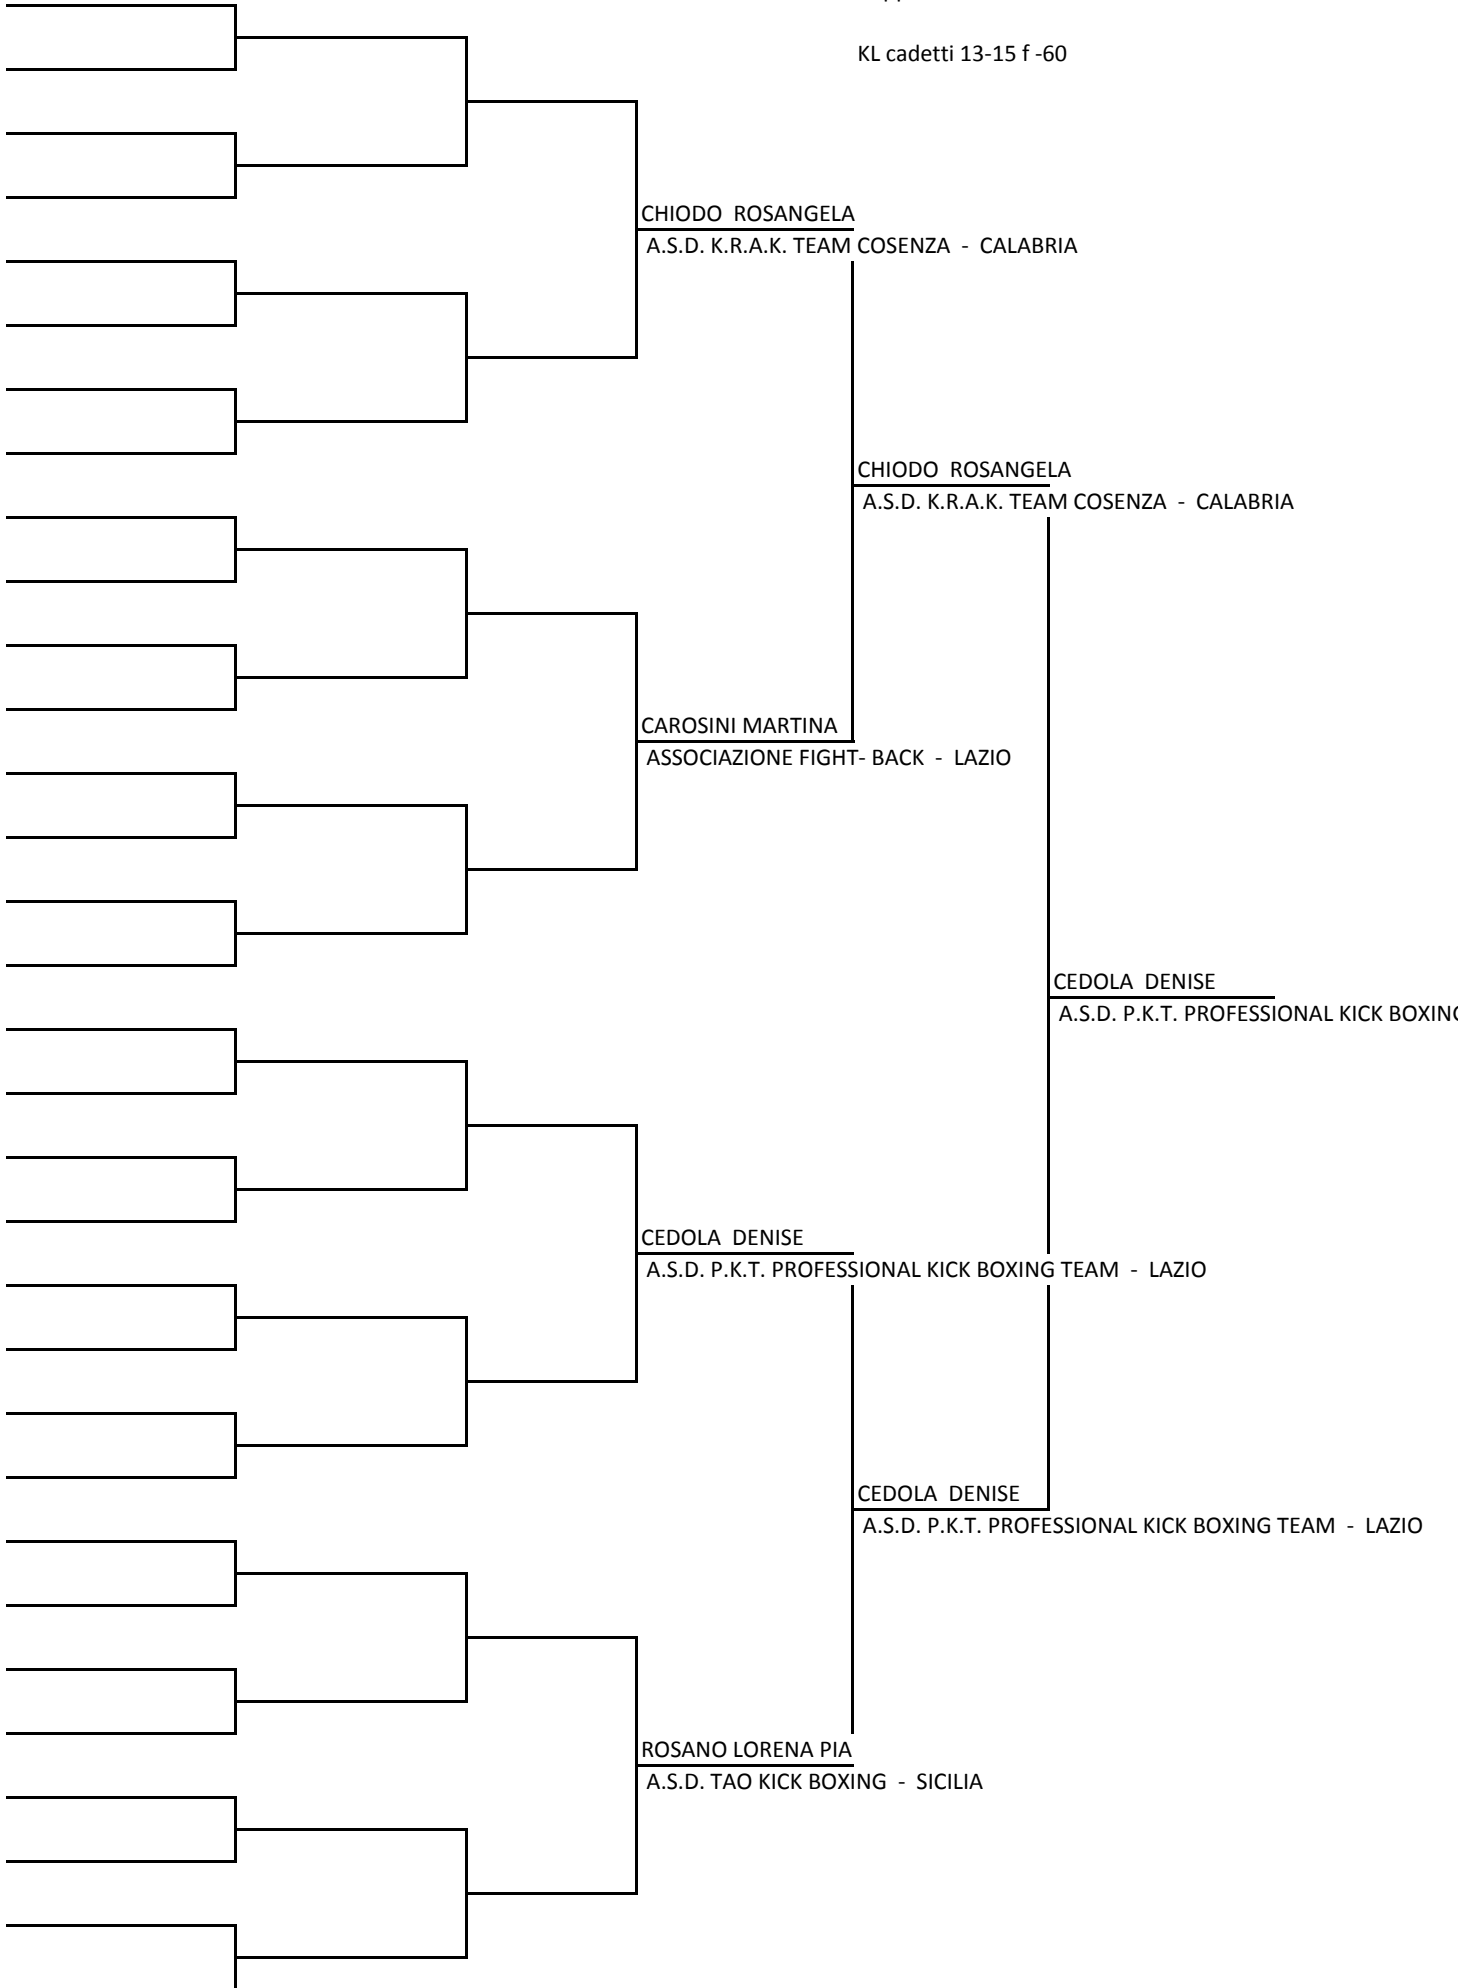 KL cadetti 13-15 f -60
CHIODO  ROSANGELA
A.S.D. K.R.A.K. TEAM COSENZA  -  CALABRIA
CHIODO  ROSANGELA
A.S.D. K.R.A.K. TEAM COSENZA  -  CALABRIA
CAROSINI MARTINA
ASSOCIAZIONE FIGHT- BACK  -  LAZIO
CEDOLA  DENISE
A.S.D. P.K.T. PROFESSIONAL KICK BOXING
CEDOLA  DENISE
A.S.D. P.K.T. PROFESSIONAL KICK BOXING TEAM  -  LAZIO
CEDOLA  DENISE
A.S.D. P.K.T. PROFESSIONAL KICK BOXING TEAM  -  LAZIO
ROSANO LORENA PIA
A.S.D. TAO KICK BOXING  -  SICILIA